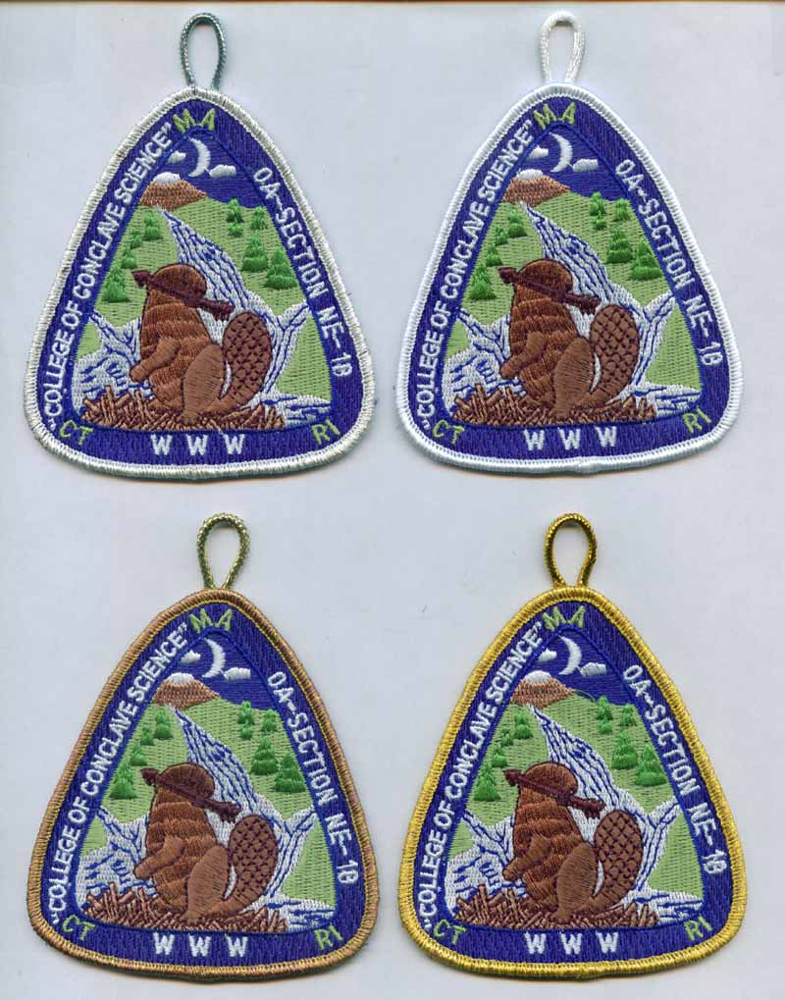 "COLLEGE OF CONCLAVE SCIENCE"
MA
OA-SECTION NE-1B
CT
WWW
RI
"COLLEGE OF CONCLAVE SCIENCE"
MA
OA-SECTION NE-1B
CT
WWW
RI
"COLLEGE OF CONCLAVE SCIENCE"
MA
OA-SECTION NE-1B
CT
WWW
RI
"COLLEGE OF CONCLAVE SCIENCE"
MA
OA-SECTION NE-1B
CT
WWW
RI